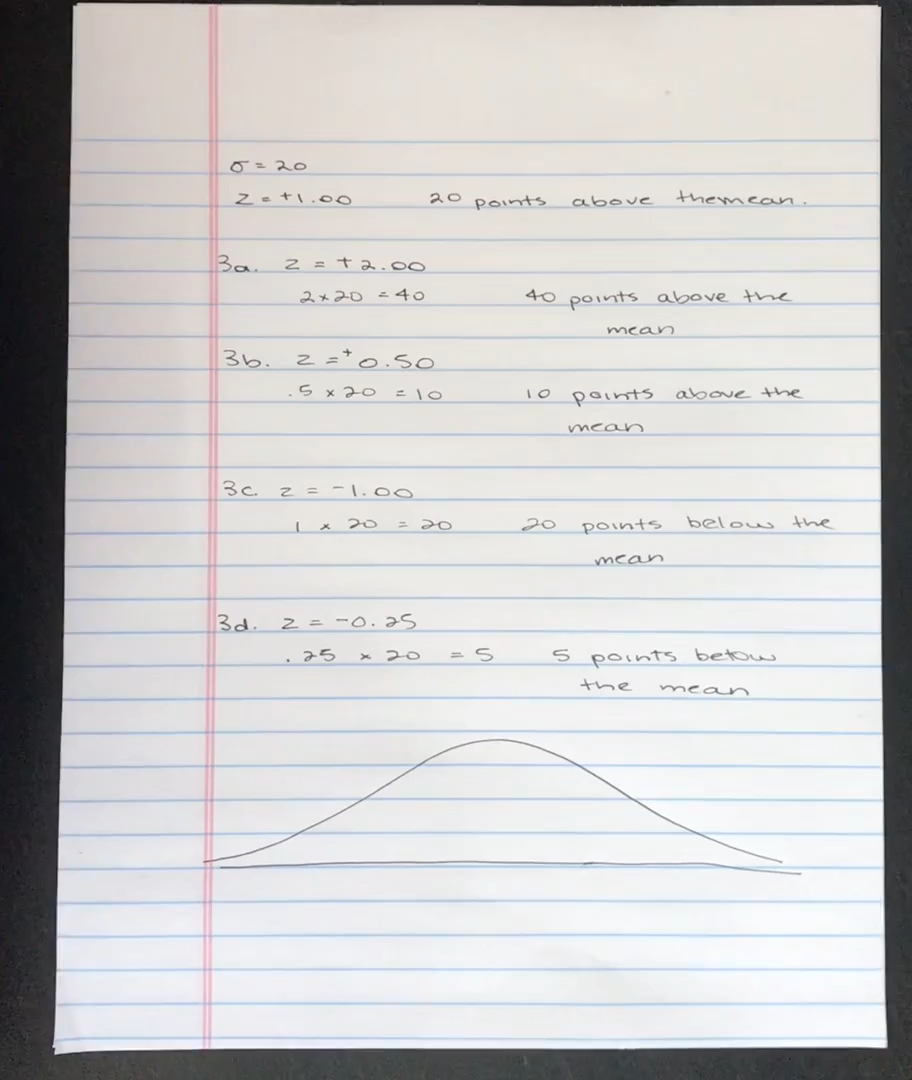 σ = 20
z = +1.00 20 points above the mean.
3a. z = +2.00
2 × 20 = 40 40 points above the
mean
3b. z = +0.50
.5 × 20 = 10 10 points above the
mean
3c. z = -1.00
1 × 20 = 20 20 points below the
mean
3d. z = -0.25
.25 × 20 = 5 5 points below
the mean